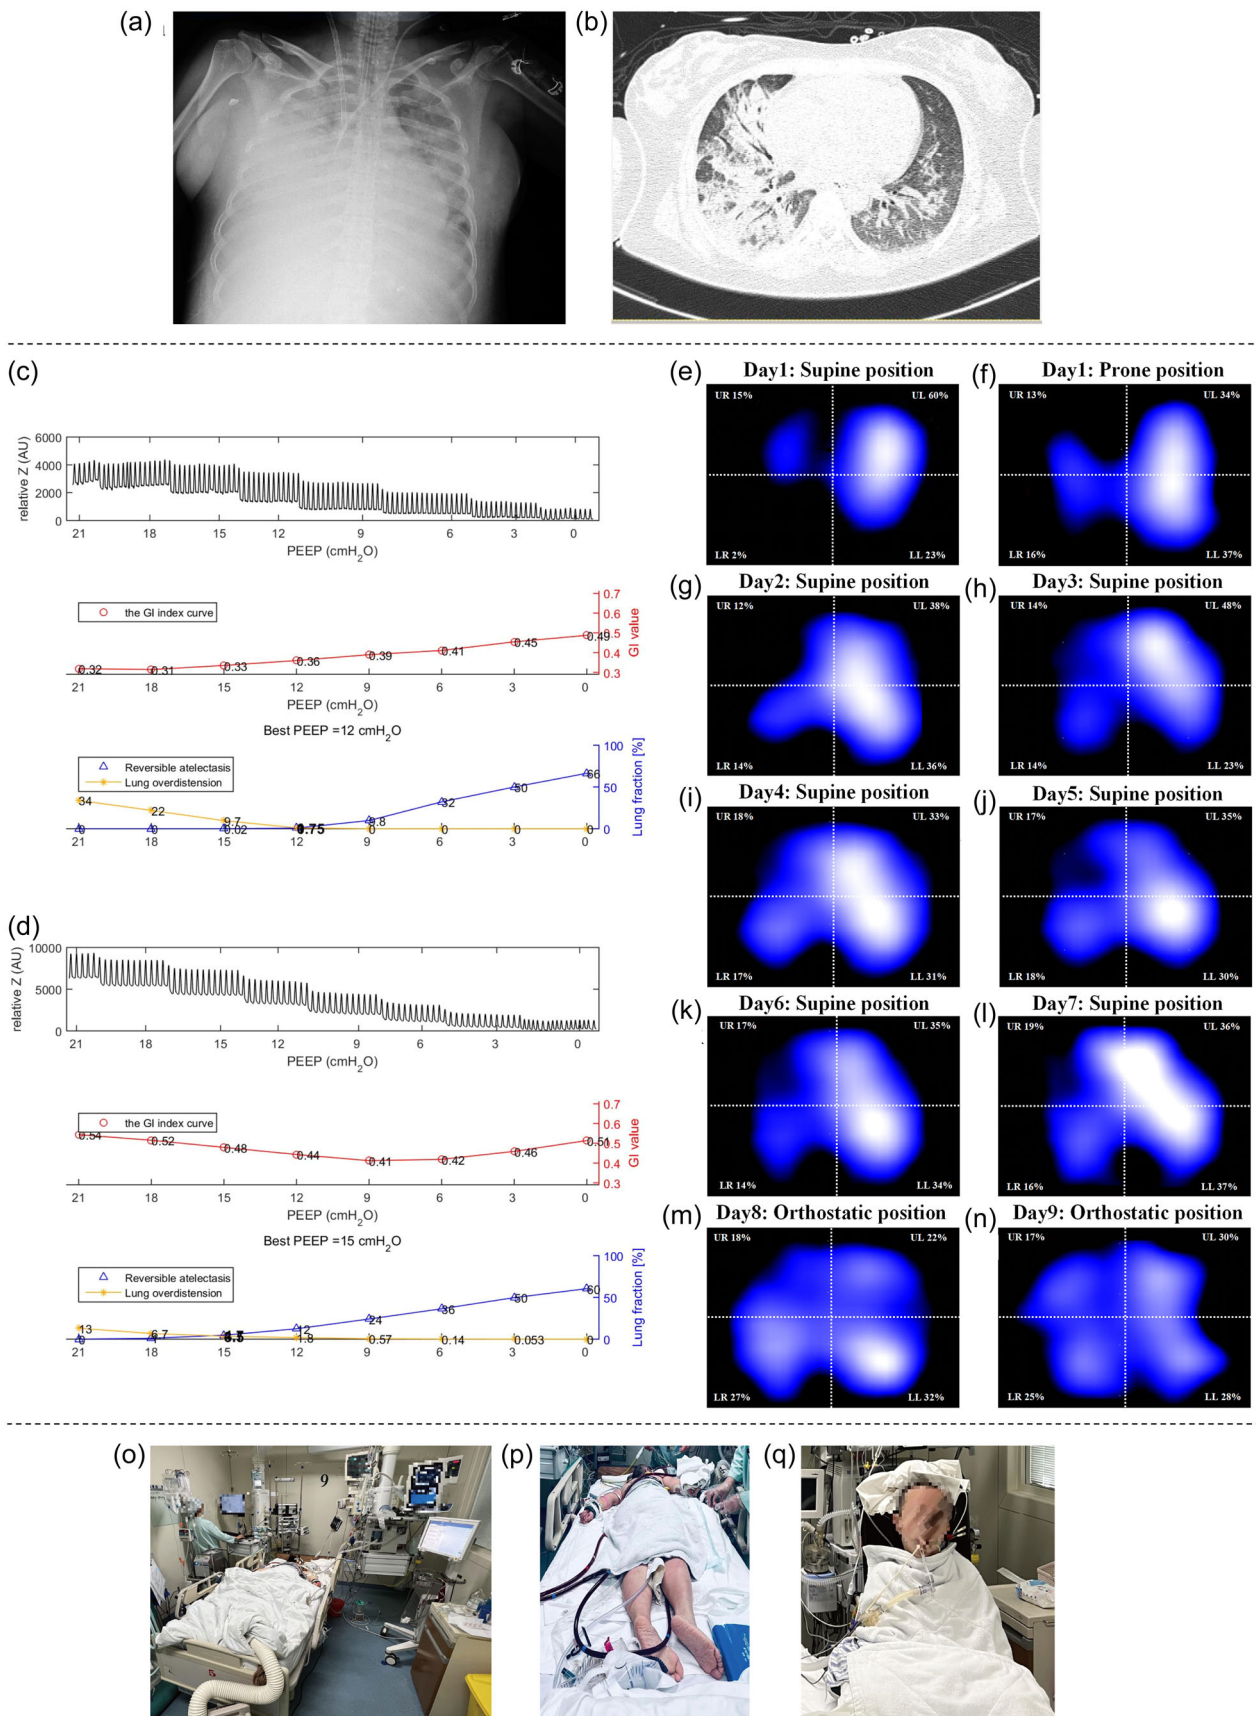 (a)
(b)
(c)
relative Z (AU)
6000
4000
2000
0
21 18 15 12 9 6 3 0
PEEP (cmH2O)
the GI index curve
0.7
0.6
0.5
0.4
0.3
GI value
0.32 0.31 0.33 0.36 0.39 0.41 0.45 0.49
21 18 15 12 9 6 3 0
PEEP (cmH2O)
Best PEEP =12 cmH2O
Reversible atelectasis
Lung overdistension
100
50
0
Lung fraction [%]
34 22 9.7 0 0 0 0
0 0 0.02 9.8 32 50 66
21 18 15 12 9 6 3 0
(d)
relative Z (AU)
10000
5000
0
21 18 15 12 9 6 3 0
PEEP (cmH2O)
the GI index curve
0.7
0.6
0.5
0.4
0.3
GI value
0.54 0.52 0.48 0.44 0.41 0.42 0.46 0.51
21 18 15 12 9 6 3 0
PEEP (cmH2O)
Best PEEP =15 cmH2O
Reversible atelectasis
Lung overdistension
100
50
0
Lung fraction [%]
13 6.7 1.8 0.57 0.14 0.053 0
0 1 12 24 36 50 60
21 18 15 12 9 6 3 0
(e)
Day1: Supine position
UR 15% UL 60%
LR 2% LL 23%
(f)
Day1: Prone position
UR 13% UL 34%
LR 16% LL 37%
(g)
Day2: Supine position
UR 12% UL 38%
LR 14% LL 36%
(h)
Day3: Supine position
UR 14% UL 48%
LR 14% LL 23%
(i)
Day4: Supine position
UR 18% UL 33%
LR 17% LL 31%
(j)
Day5: Supine position
UR 17% UL 35%
LR 18% LL 30%
(k)
Day6: Supine position
UR 17% UL 35%
LR 14% LL 34%
(l)
Day7: Supine position
UR 19% UL 36%
LR 16% LL 37%
(m)
Day8: Orthostatic position
UR 18% UL 22%
LR 27% LL 32%
(n)
Day9: Orthostatic position
UR 17% UL 30%
LR 25% LL 28%
(o)
9
(p)
(q)